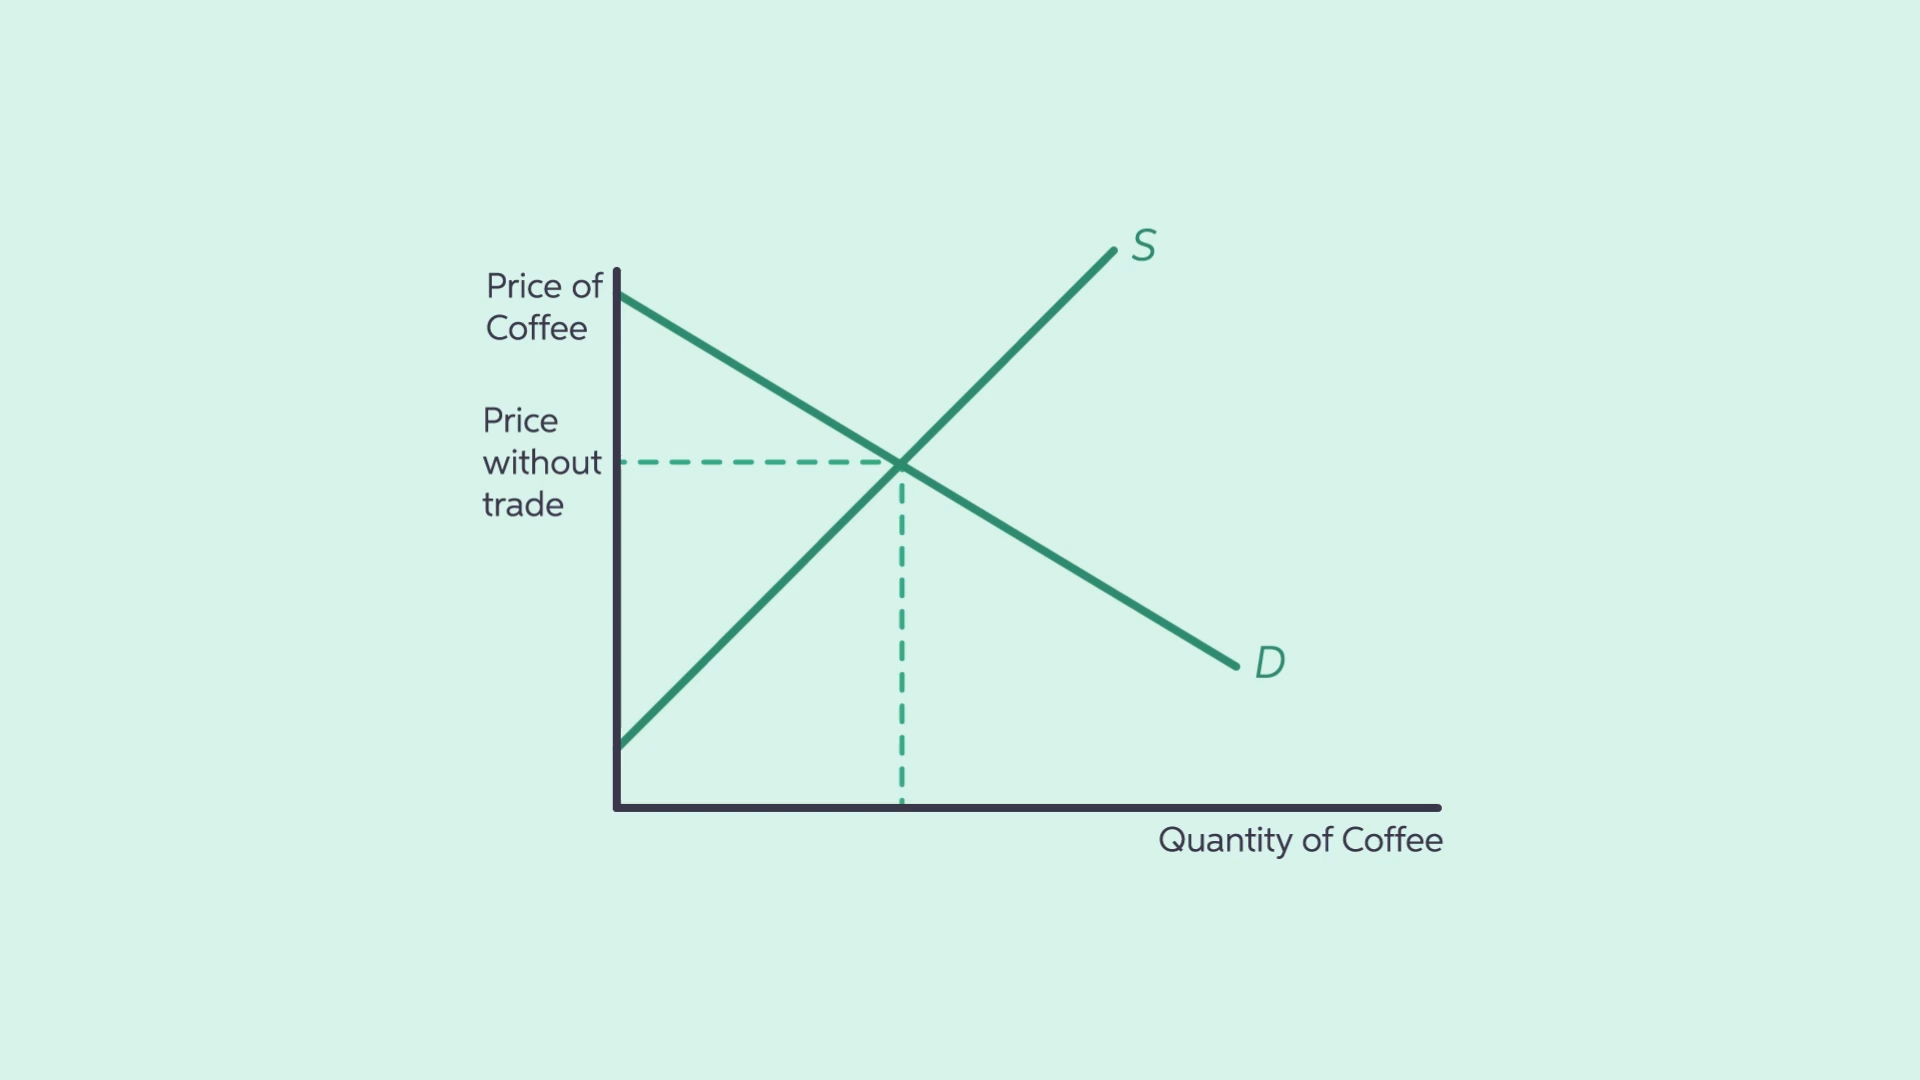 S
Price of
Coffee
Price
without
trade
D
Quantity of Coffee